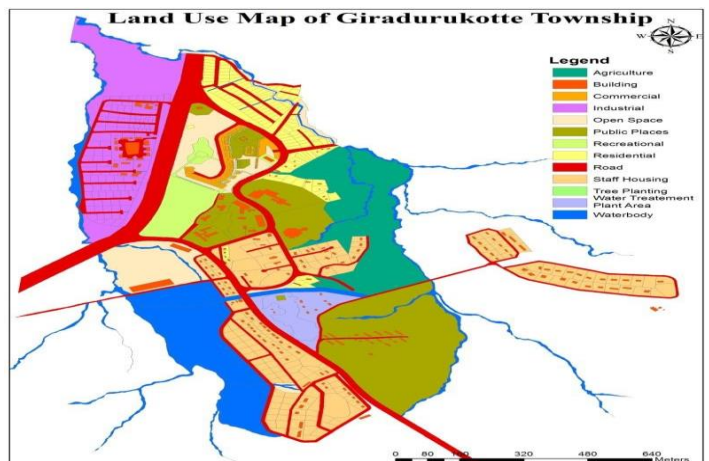 Land Use Map of Giradurukotte Township
N
W E
S
Legend
Agriculture
Building
Commercial
Industrial
Open Space
Public Places
Recreational
Residential
Road
Staff Housing
Tree Planting
Water Treatement
Plant Area
Waterbody
0 80 160 320 480 640
Meters